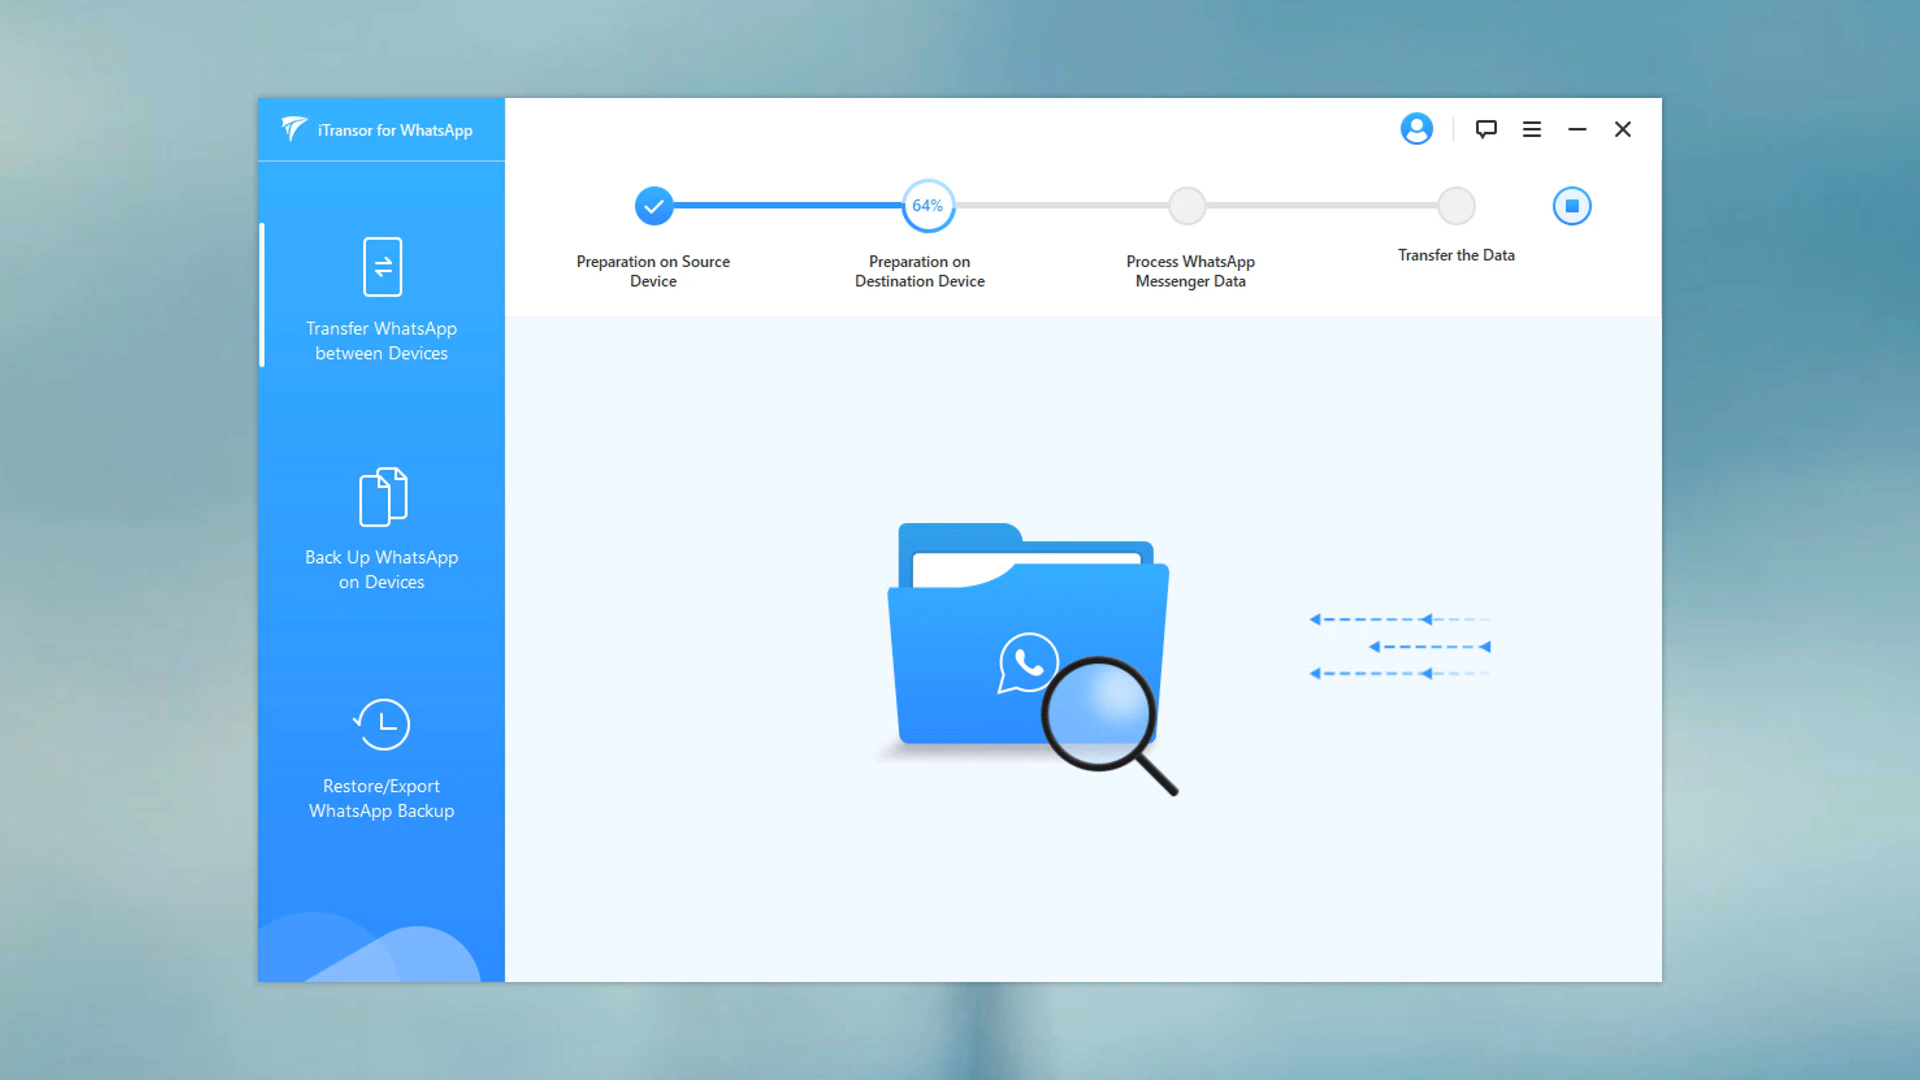 iTransor for WhatsApp
64%
Preparation on Source
Device
Preparation on
Destination Device
Process WhatsApp
Messenger Data
Transfer the Data
Transfer WhatsApp
between Devices
Back Up WhatsApp
on Devices
Restore/Export
WhatsApp Backup